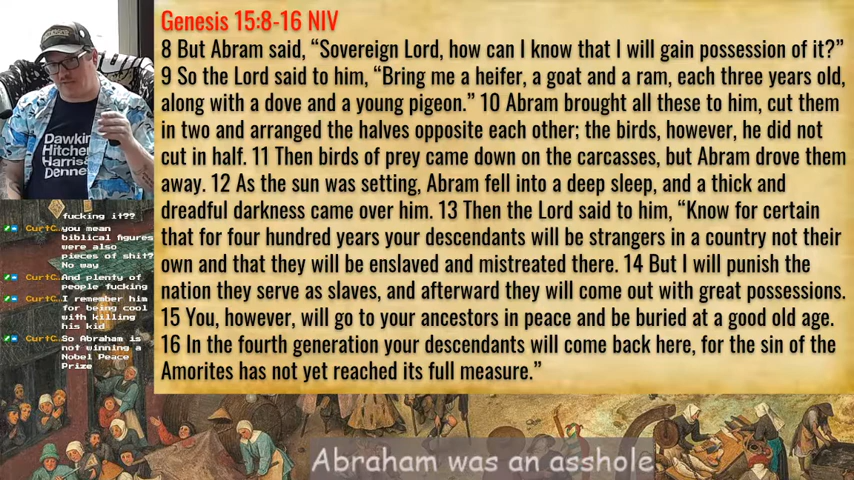 Genesis 15:8-16 NIV
8 But Abram said, “Sovereign Lord, how can I know that I will gain possession of it?”
9 So the Lord said to him, “Bring me a heifer, a goat and a ram, each three years old,
along with a dove and a young pigeon.” 10 Abram brought all these to him, cut them
in two and arranged the halves opposite each other; the birds, however, he did not
cut in half. 11 Then birds of prey came down on the carcasses, but Abram drove them
away. 12 As the sun was setting, Abram fell into a deep sleep, and a thick and
dreadful darkness came over him. 13 Then the Lord said to him, “Know for certain
that for four hundred years your descendants will be strangers in a country not their
own and that they will be enslaved and mistreated there. 14 But I will punish the
nation they serve as slaves, and afterward they will come out with great possessions.
15 You, however, will go to your ancestors in peace and be buried at a good old age.
16 In the fourth generation your descendants will come back here, for the sin of the
Amorites has not yet reached its full measure.”
Dawkin
Hitchen
Harris
Denne
fucking it??
CurtC… you mean
biblical figures
were also
pieces of shit?
No way
CurtC… And plenty of
people fucking
CurtC… I remember him
for being cool
with killing
his kid
CurtC… So Abraham is
not winning a
Nobel Peace
Prize
Abraham was an asshole